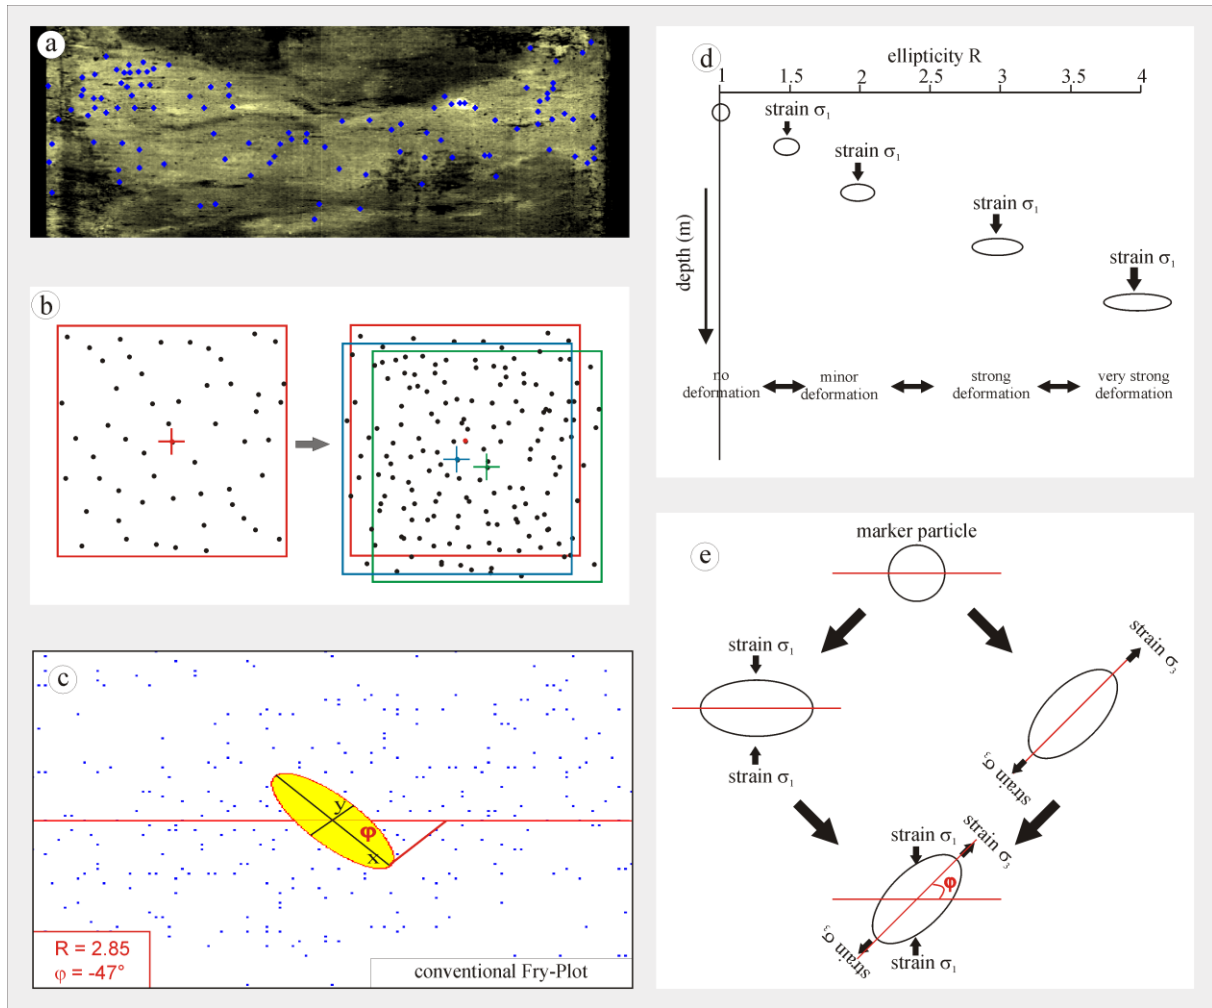 a
b
c
y
φ
x
R = 2.85
φ = -47°
conventional Fry-Plot
d
ellipticity R
1 1.5 2 2.5 3 3.5 4
strain σ₁
strain σ₁
strain σ₁
strain σ₁
depth (m)
no
deformation
minor
deformation
strong
deformation
very strong
deformation
e
marker particle
strain σ₁
strain σ₁
strain σ₃
strain σ₃
strain σ₁
strain σ₃
φ
strain σ₃
strain σ₁